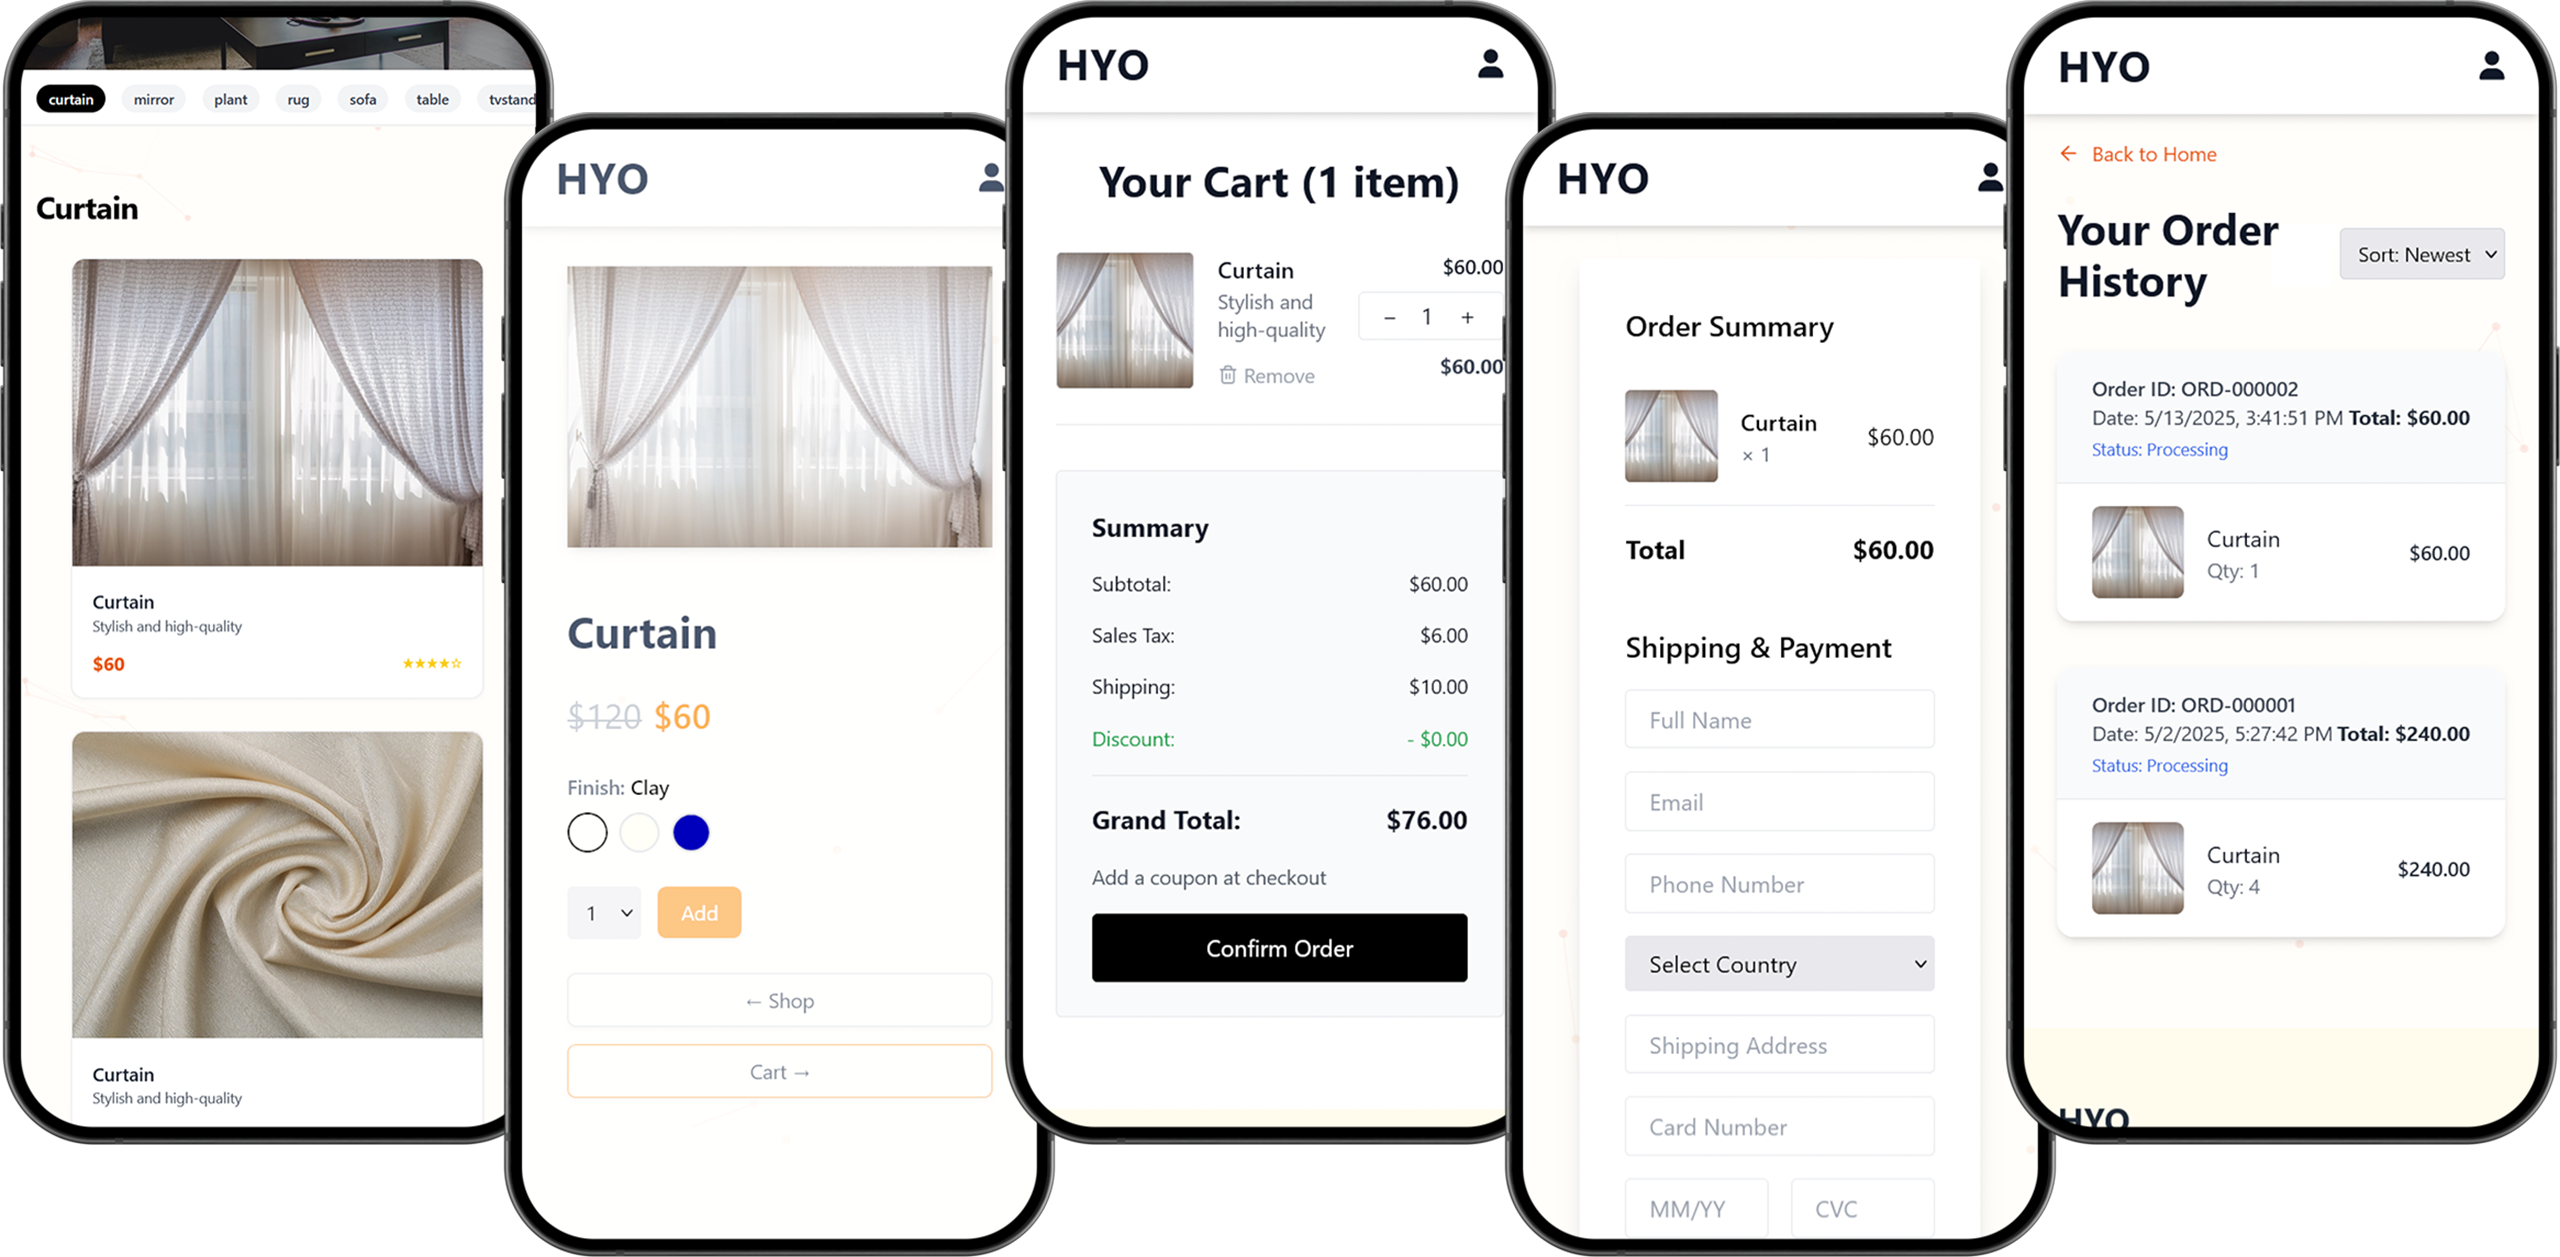 curtain mirror plant rug sofa table tvstand
Curtain
Curtain
Stylish and high-quality
$60 ★★★★☆
Curtain
Stylish and high-quality
HYO
Curtain
$120 $60
Finish: Clay
1 Add
← Shop
Cart →
HYO
Your Cart (1 item)
Curtain $60.00
Stylish and
high-quality
− 1 +
Remove $60.00
Summary
Subtotal: $60.00
Sales Tax: $6.00
Shipping: $10.00
Discount: - $0.00
Grand Total: $76.00
Add a coupon at checkout
Confirm Order
HYO
Order Summary
Curtain $60.00
× 1
Total $60.00
Shipping & Payment
Full Name
Email
Phone Number
Select Country
Shipping Address
Card Number
MM/YY CVC
HYO
← Back to Home
Your Order
History
Sort: Newest
Order ID: ORD-000002
Date: 5/13/2025, 3:41:51 PM Total: $60.00
Status: Processing
Curtain $60.00
Qty: 1
Order ID: ORD-000001
Date: 5/2/2025, 5:27:42 PM Total: $240.00
Status: Processing
Curtain $240.00
Qty: 4
HYO